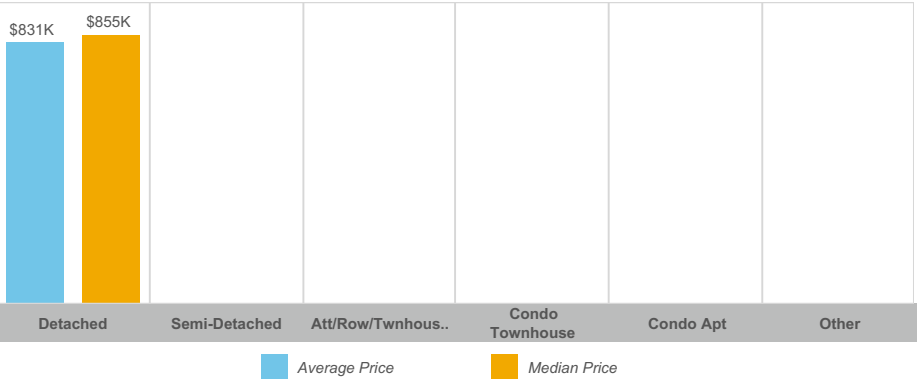 $831K
$855K
Detached
Semi-Detached
Att/Row/Twnhous..
Condo
Townhouse
Condo Apt
Other
Average Price
Median Price